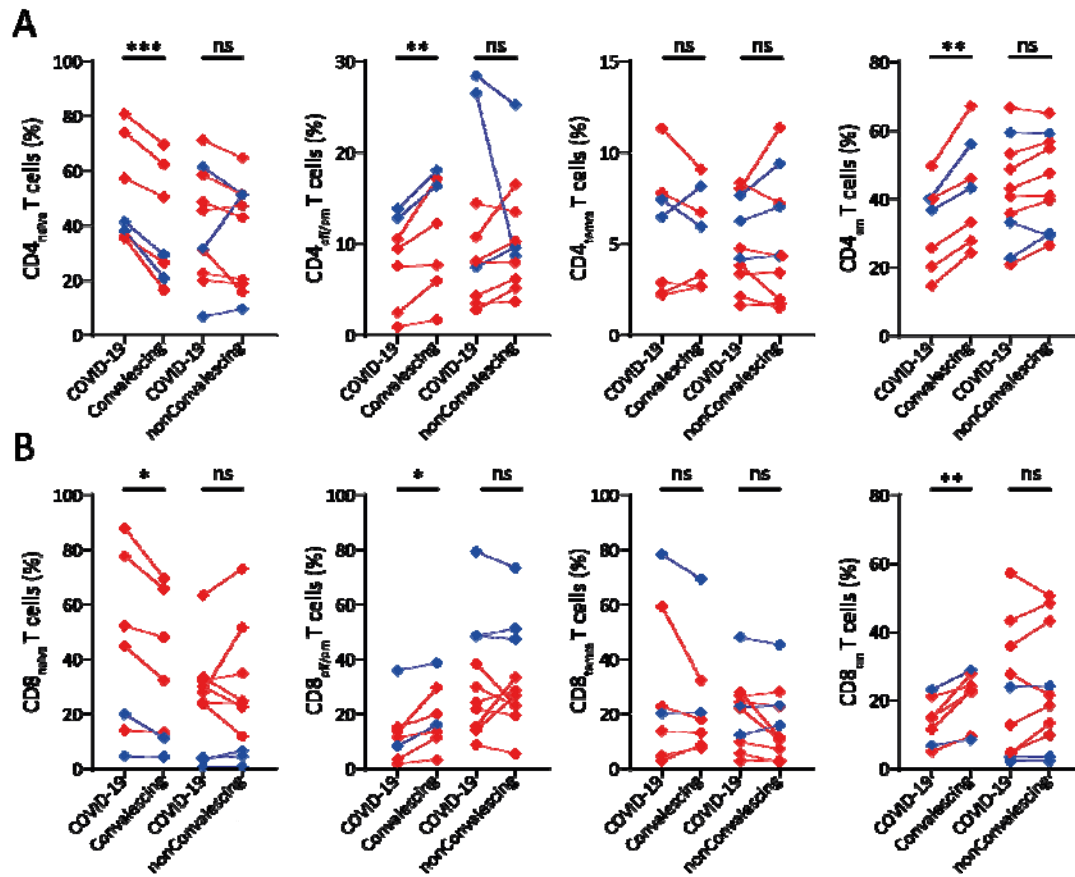 A
*** ns ** ns ns ns ** ns
100 80 60 40 20 0
CD4naive T cells (%)
30 20 10 0
CD4eff/em T cells (%)
15 10 5 0
CD4temra T cells (%)
80 60 40 20 0
CD4em T cells (%)
COVID-19 Convalescing COVID-19 nonConvalescing
COVID-19 Convalescing COVID-19 nonConvalescing
COVID-19 Convalescing COVID-19 nonConvalescing
COVID-19 Convalescing COVID-19 nonConvalescing
B
* ns * ns ns ns ** ns
100 80 60 40 20 0
CD8naive T cells (%)
100 80 60 40 20 0
T cells (%)
100 80 60 40 20 0
CD8temra T cells (%)
80 60 40 20 0
T cells (%)
COVID-19 Convalescing COVID-19 nonConvalescing
COVID-19 Convalescing COVID-19 nonConvalescing
COVID-19 Convalescing COVID-19 nonConvalescing
COVID-19 Convalescing COVID-19 nonConvalescing